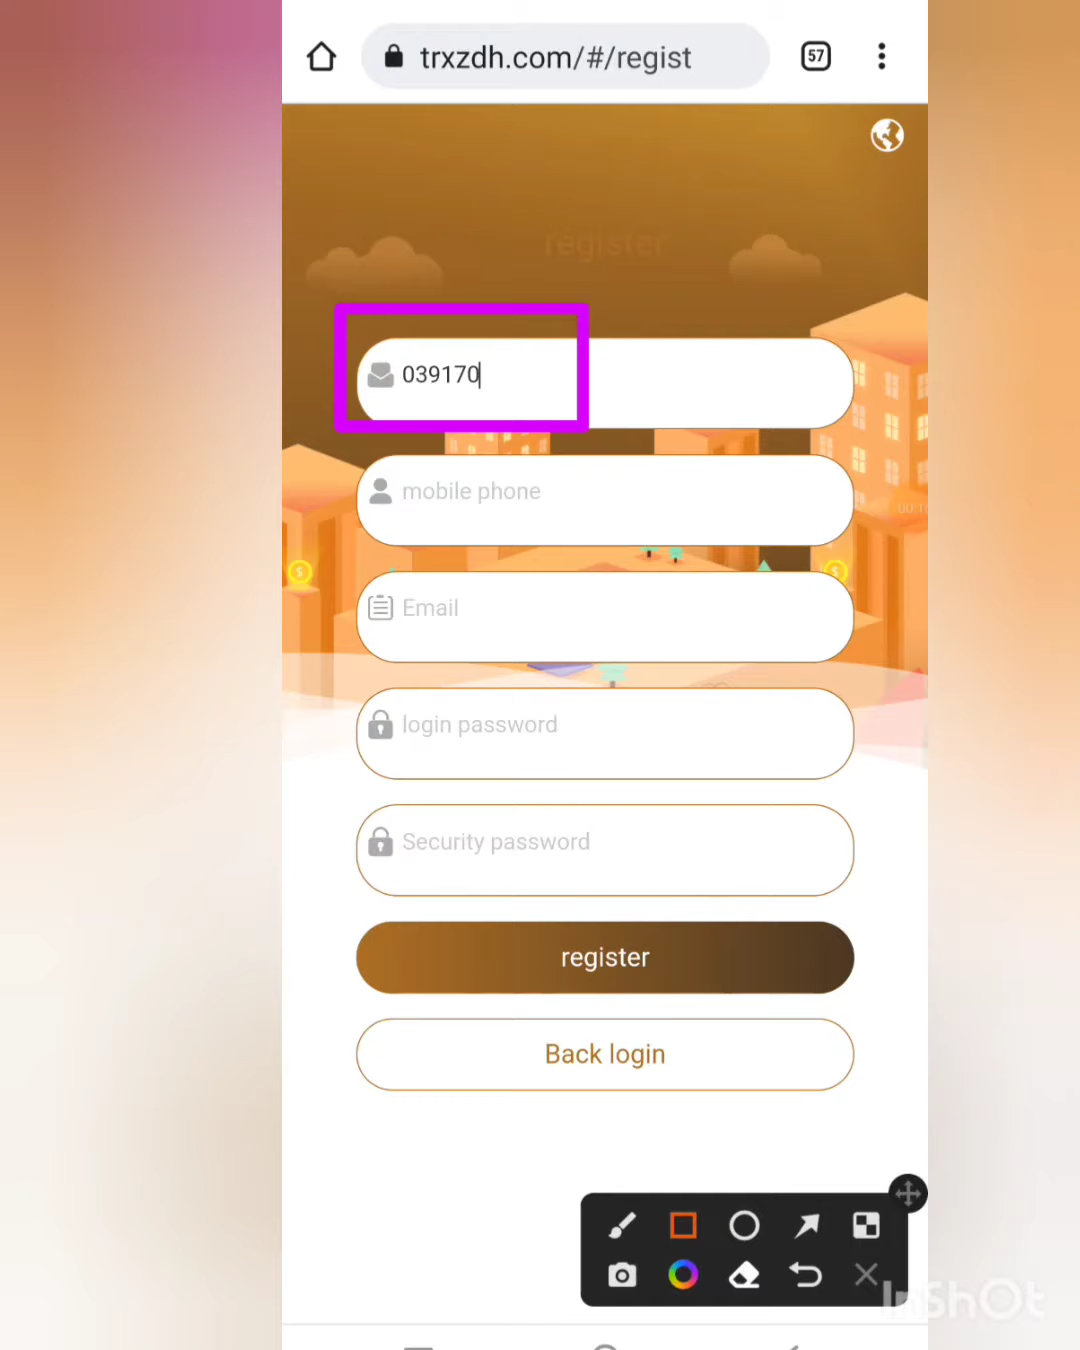 trxzdh.com/#/regist
57
register
039170
mobile phone
Email
login password
Security password
register
Back login
InShOt